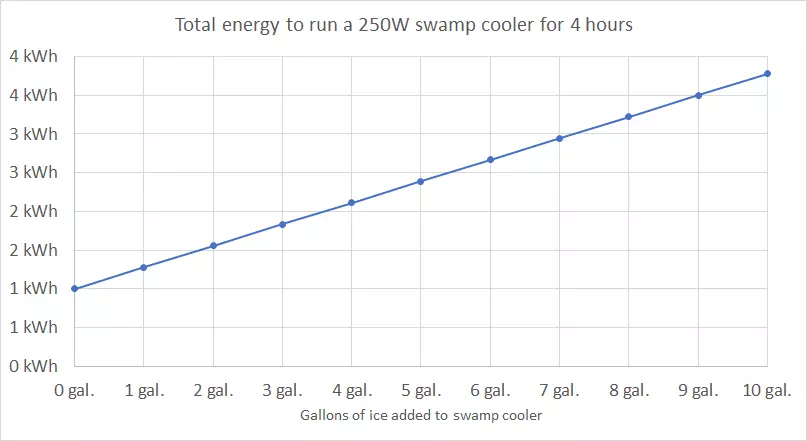 Total energy to run a 250W swamp cooler for 4 hours
4 kWh
4 kWh
3 kWh
3 kWh
2 kWh
2 kWh
1 kWh
1 kWh
0 kWh
0 gal. 1 gal. 2 gal. 3 gal. 4 gal. 5 gal. 6 gal. 7 gal. 8 gal. 9 gal. 10 gal.
Gallons of ice added to swamp cooler